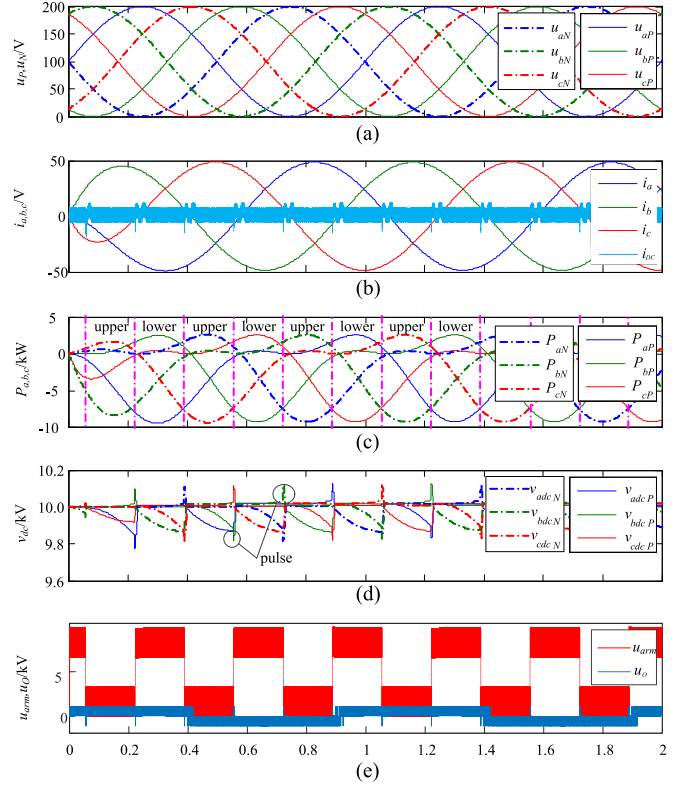 200
150
100
50
0
u_P,u_N/V
u_aN
u_bN
u_cN
u_aP
u_bP
u_cP
(a)
50
0
-50
i_a,b,c/V
i_a
i_b
i_c
i_DC
(b)
5
0
-5
-10
P_a,b,c/kW
upper lower upper lower upper lower upper lower
P_aN
P_bN
P_cN
P_aP
P_bP
P_cP
(c)
10.2
10.0
9.8
9.6
v_dc/kV
pulse
v_adc N
v_bdc N
v_cdc N
v_adc P
v_bdc P
v_cdc P
(d)
5
0
u_arm,u_O/kV
u_arm
u_o
0 0.2 0.4 0.6 0.8 1 1.2 1.4 1.6 1.8 2
(e)